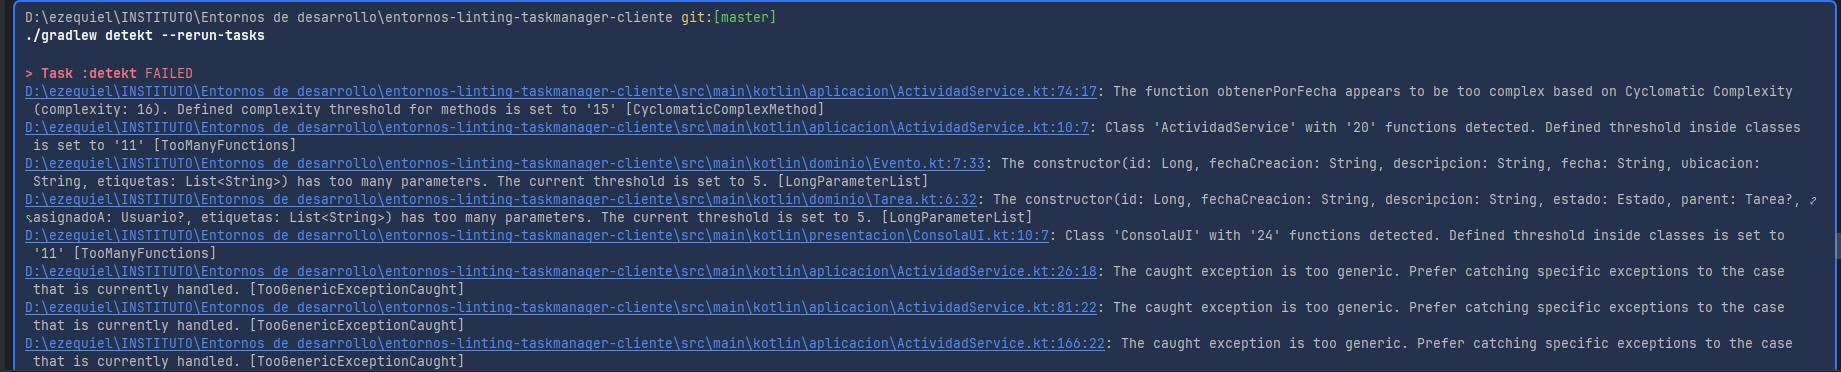 D:\ezequiel\INSTITUTO\Entornos de desarrollo\entornos-linting-taskmanager-cliente git:[master]
./gradlew detekt --rerun-tasks
> Task :detekt FAILED
D:\ezequiel\INSTITUTO\Entornos de desarrollo\entornos-linting-taskmanager-cliente\src\main\kotlin\aplicacion\ActividadService.kt:74:17: The function obtenerPorFecha appears to be too complex based on Cyclomatic Complexity
(complexity: 16). Defined complexity threshold for methods is set to '15' [CyclomaticComplexMethod]
D:\ezequiel\INSTITUTO\Entornos de desarrollo\entornos-linting-taskmanager-cliente\src\main\kotlin\aplicacion\ActividadService.kt:10:7: Class 'ActividadService' with '20' functions detected. Defined threshold inside classes
is set to '11' [TooManyFunctions]
D:\ezequiel\INSTITUTO\Entornos de desarrollo\entornos-linting-taskmanager-cliente\src\main\kotlin\dominio\Evento.kt:7:33: The constructor(id: Long, fechaCreacion: String, descripcion: String, fecha: String, ubicacion:
String, etiquetas: List<String>) has too many parameters. The current threshold is set to 5. [LongParameterList]
D:\ezequiel\INSTITUTO\Entornos de desarrollo\entornos-linting-taskmanager-cliente\src\main\kotlin\dominio\Tarea.kt:6:32: The constructor(id: Long, fechaCreacion: String, descripcion: String, estado: Estado, parent: Tarea?,
asignadoA: Usuario?, etiquetas: List<String>) has too many parameters. The current threshold is set to 5. [LongParameterList]
D:\ezequiel\INSTITUTO\Entornos de desarrollo\entornos-linting-taskmanager-cliente\src\main\kotlin\presentacion\ConsolaUI.kt:10:7: Class 'ConsolaUI' with '24' functions detected. Defined threshold inside classes is set to
'11' [TooManyFunctions]
D:\ezequiel\INSTITUTO\Entornos de desarrollo\entornos-linting-taskmanager-cliente\src\main\kotlin\aplicacion\ActividadService.kt:26:18: The caught exception is too generic. Prefer catching specific exceptions to the case
that is currently handled. [TooGenericExceptionCaught]
D:\ezequiel\INSTITUTO\Entornos de desarrollo\entornos-linting-taskmanager-cliente\src\main\kotlin\aplicacion\ActividadService.kt:81:22: The caught exception is too generic. Prefer catching specific exceptions to the case
that is currently handled. [TooGenericExceptionCaught]
D:\ezequiel\INSTITUTO\Entornos de desarrollo\entornos-linting-taskmanager-cliente\src\main\kotlin\aplicacion\ActividadService.kt:166:22: The caught exception is too generic. Prefer catching specific exceptions to the case
that is currently handled. [TooGenericExceptionCaught]